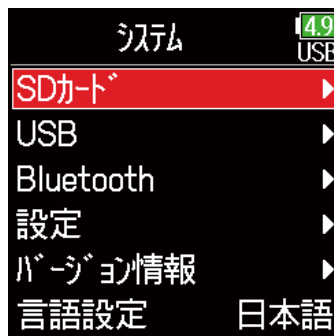 システム
4.9
USB
SDカード
USB
Bluetooth
設定
バージョン情報
言語設定 日本語